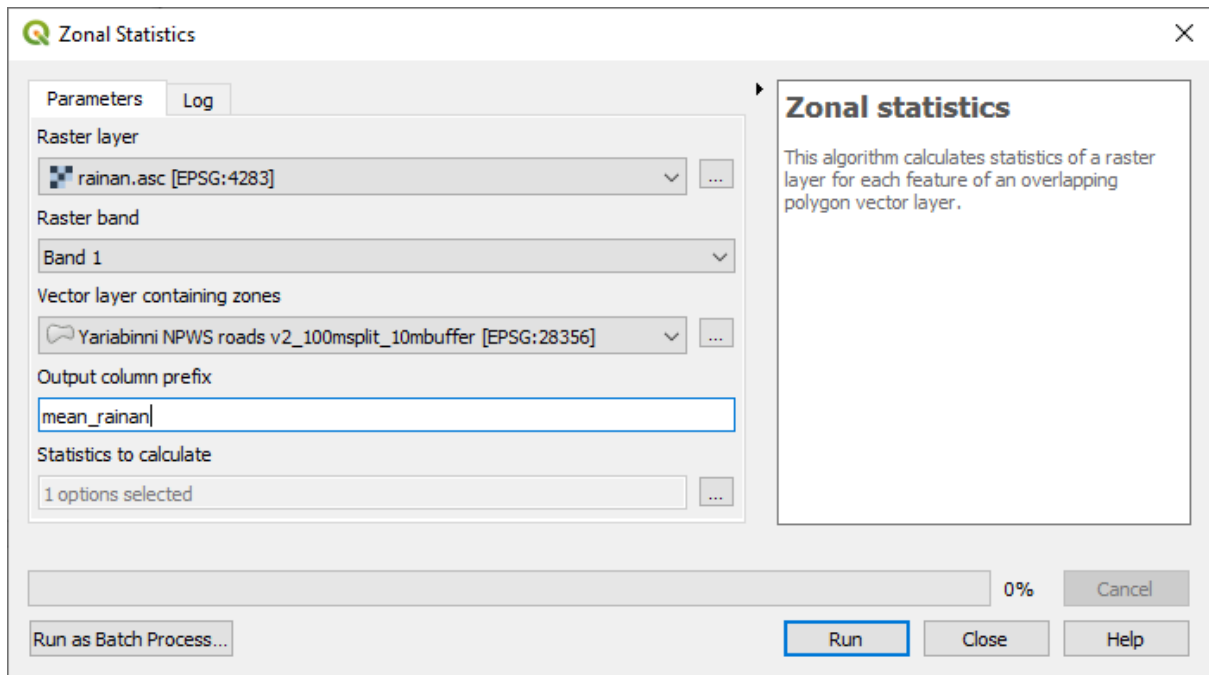 Zonal Statistics
Parameters
Log
Raster layer
rainan.asc [EPSG:4283]
...
Raster band
Band 1
Vector layer containing zones
Yariabinni NPWS roads v2_100msplit_10mbuffer [EPSG:28356]
...
Output column prefix
mean_rainan
Statistics to calculate
1 options selected
...
Zonal statistics
This algorithm calculates statistics of a raster
layer for each feature of an overlapping
polygon vector layer.
0%
Cancel
Run as Batch Process...
Run
Close
Help